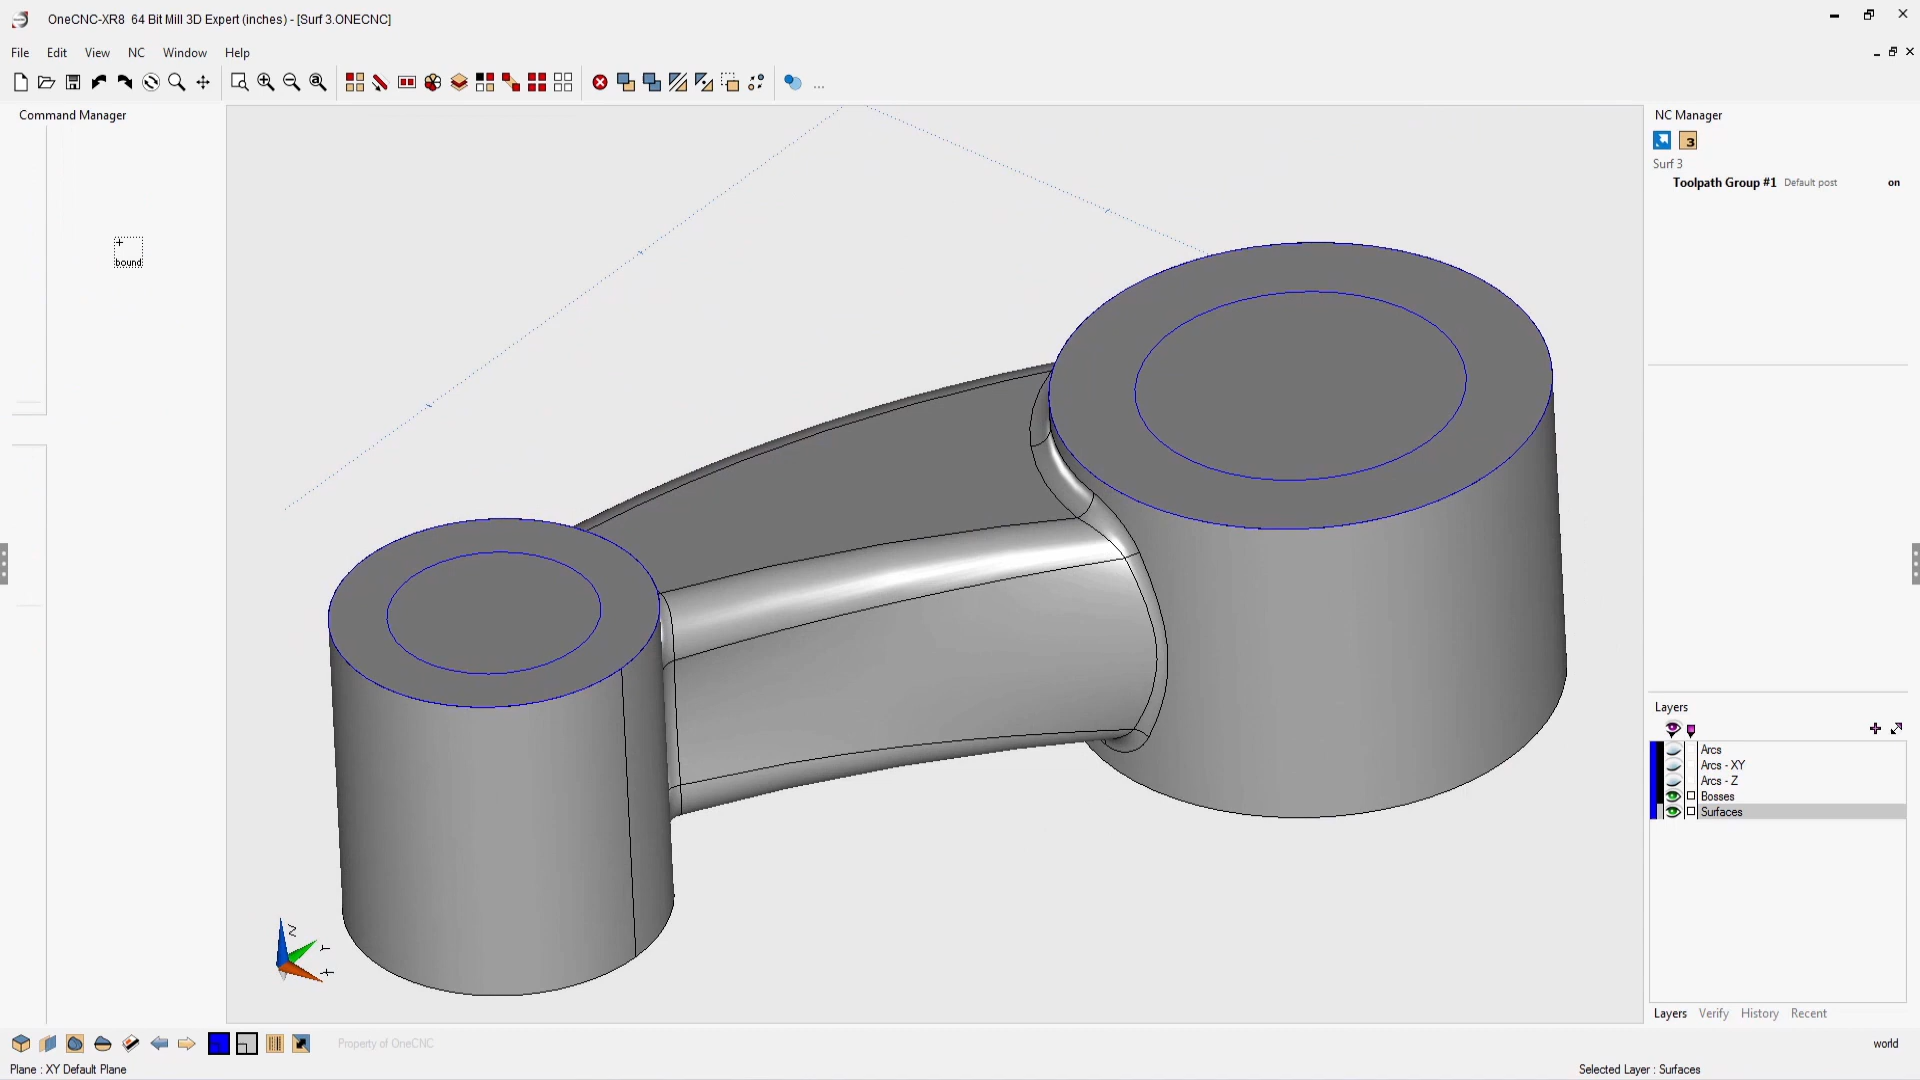 OneCNC-XR8 64 Bit Mill 3D Expert (inches) - [Surf 3.ONECNC]
File Edit View NC Window Help
Command Manager
NC Manager
3
Surf 3
Toolpath Group #1 Default post on
bound
Layers
Arcs
Arcs - XY
Arcs - Z
Bosses
Surfaces
Layers Verify History Recent
Property of OneCNC
world
Plane : XY Default Plane
Selected Layer : Surfaces